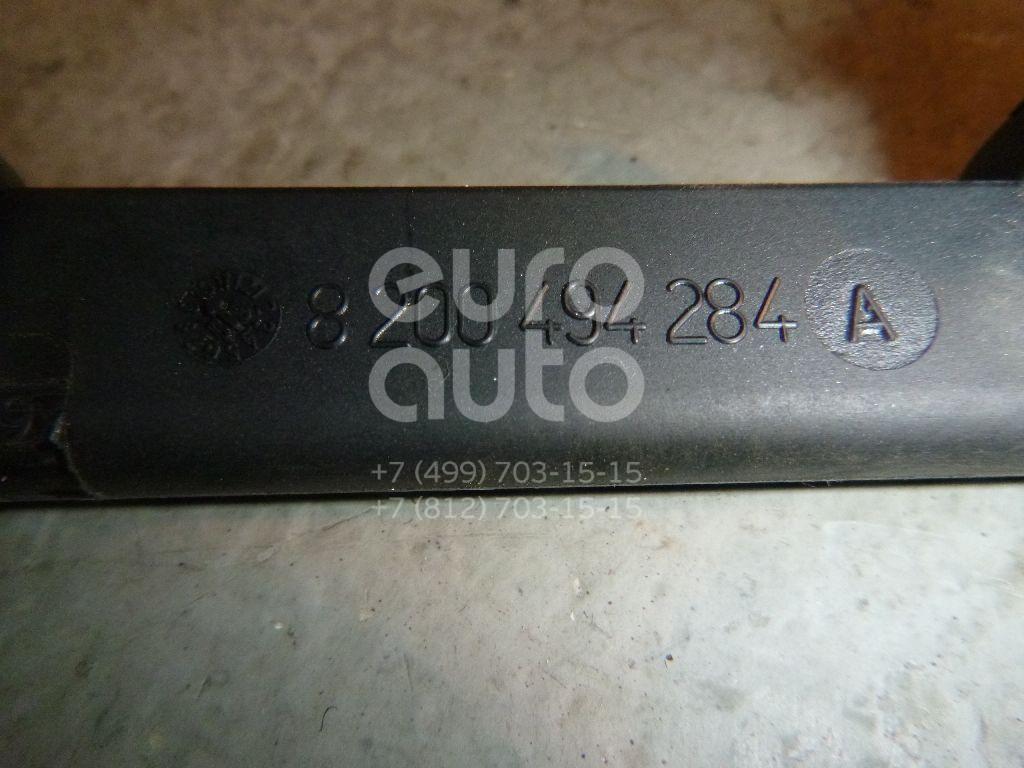 8 200 494 284 A
euro
auto
+7 (499) 703-15-15
+7 (812) 703-15-15